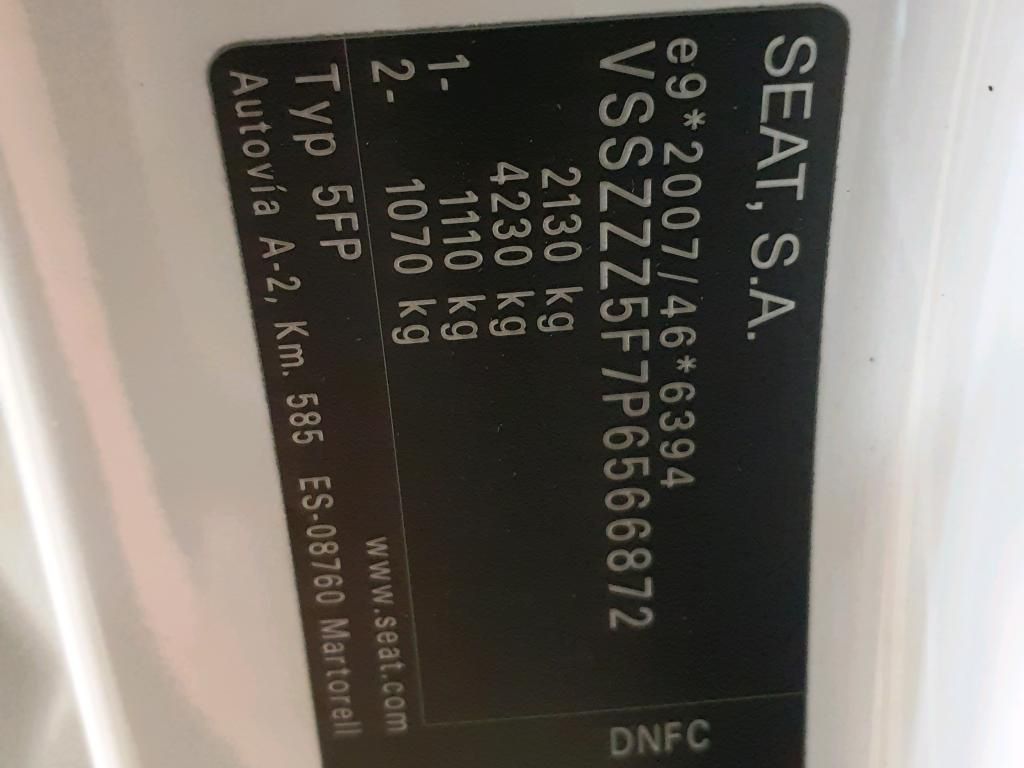 SEAT, S.A.
e9*2007/46*6394
VSSZZZ5F7P6566872
2130 kg
4230 kg
1- 1110 kg
2- 1070 kg
www.seat.com
Typ 5FP
Autovía A-2, Km. 585 ES-08760 Martorell
DNFC